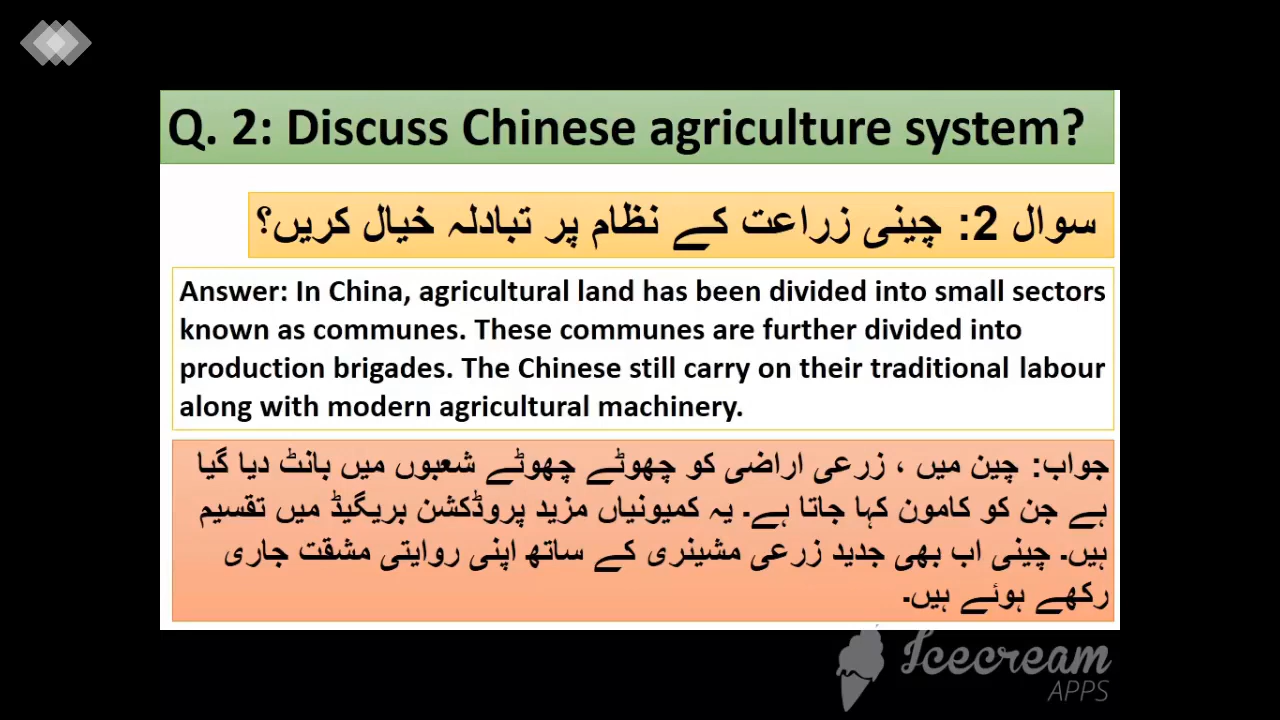 Q. 2: Discuss Chinese agriculture system?
سوال 2: چینی زراعت کے نظام پر تبادلہ خیال کریں؟
Answer: In China, agricultural land has been divided into small sectors
known as communes. These communes are further divided into
production brigades. The Chinese still carry on their traditional labour
along with modern agricultural machinery.
جواب: چین میں ، زرعی اراضی کو چھوٹے چھوٹے شعبوں میں بانٹ دیا گیا
ہے جن کو کامون کہا جاتا ہے۔ یہ کمیونیاں مزید پروڈکشن بریگیڈ میں تقسیم
ہیں۔ چینی اب بھی جدید زرعی مشینری کے ساتھ اپنی روایتی مشقت جاری
رکھے ہوئے ہیں۔
Icecream
APPS